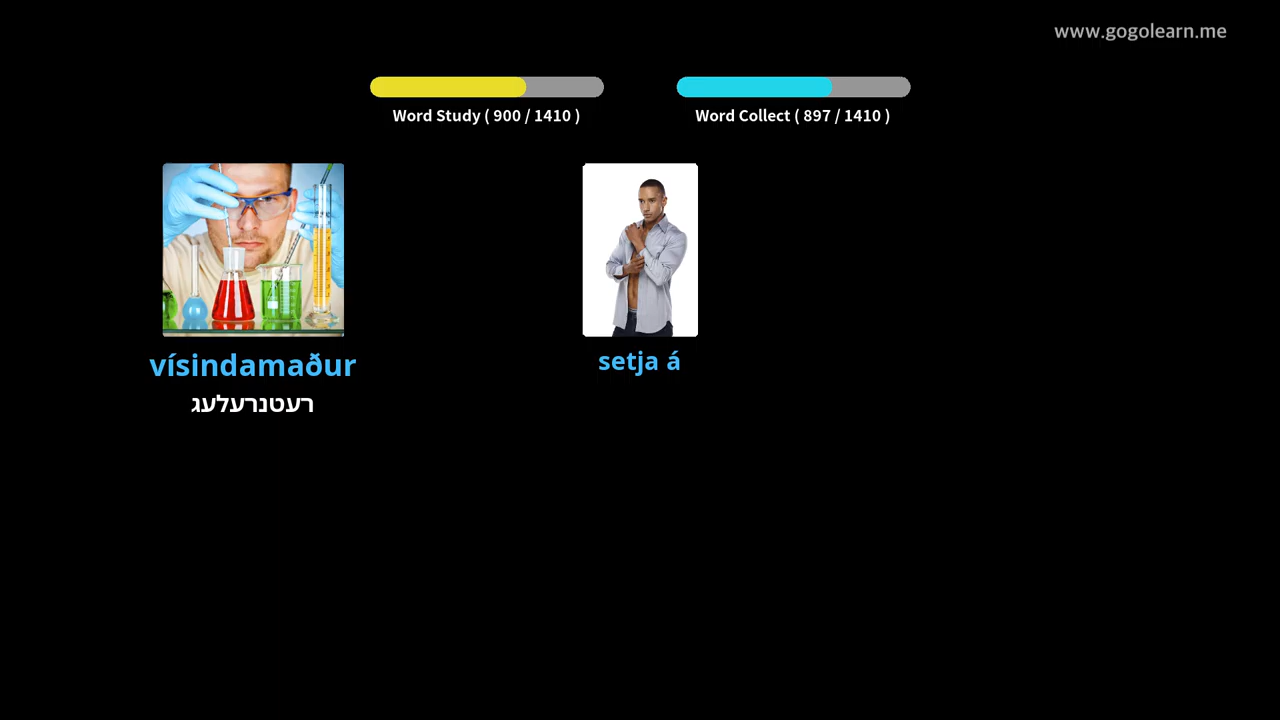 www.gogolearn.me
Word Study ( 900 / 1410 )
Word Collect ( 897 / 1410 )
vísindamaður
רעטנרעלעג
setja á